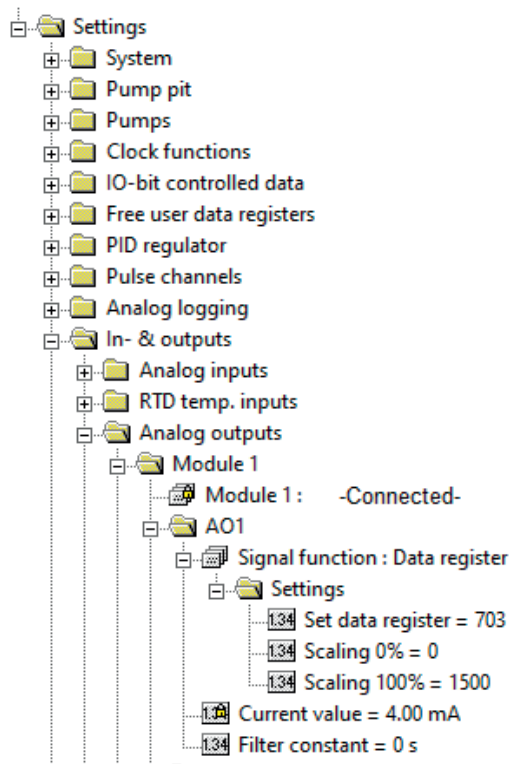 Settings
System
Pump pit
Pumps
Clock functions
IO-bit controlled data
Free user data registers
PID regulator
Pulse channels
Analog logging
In- & outputs
Analog inputs
RTD temp. inputs
Analog outputs
Module 1
Module 1 : -Connected-
AO1
Signal function : Data register
Settings
1.34 Set data register = 703
1.34 Scaling 0% = 0
1.34 Scaling 100% = 1500
Current value = 4.00 mA
1.34 Filter constant = 0 s